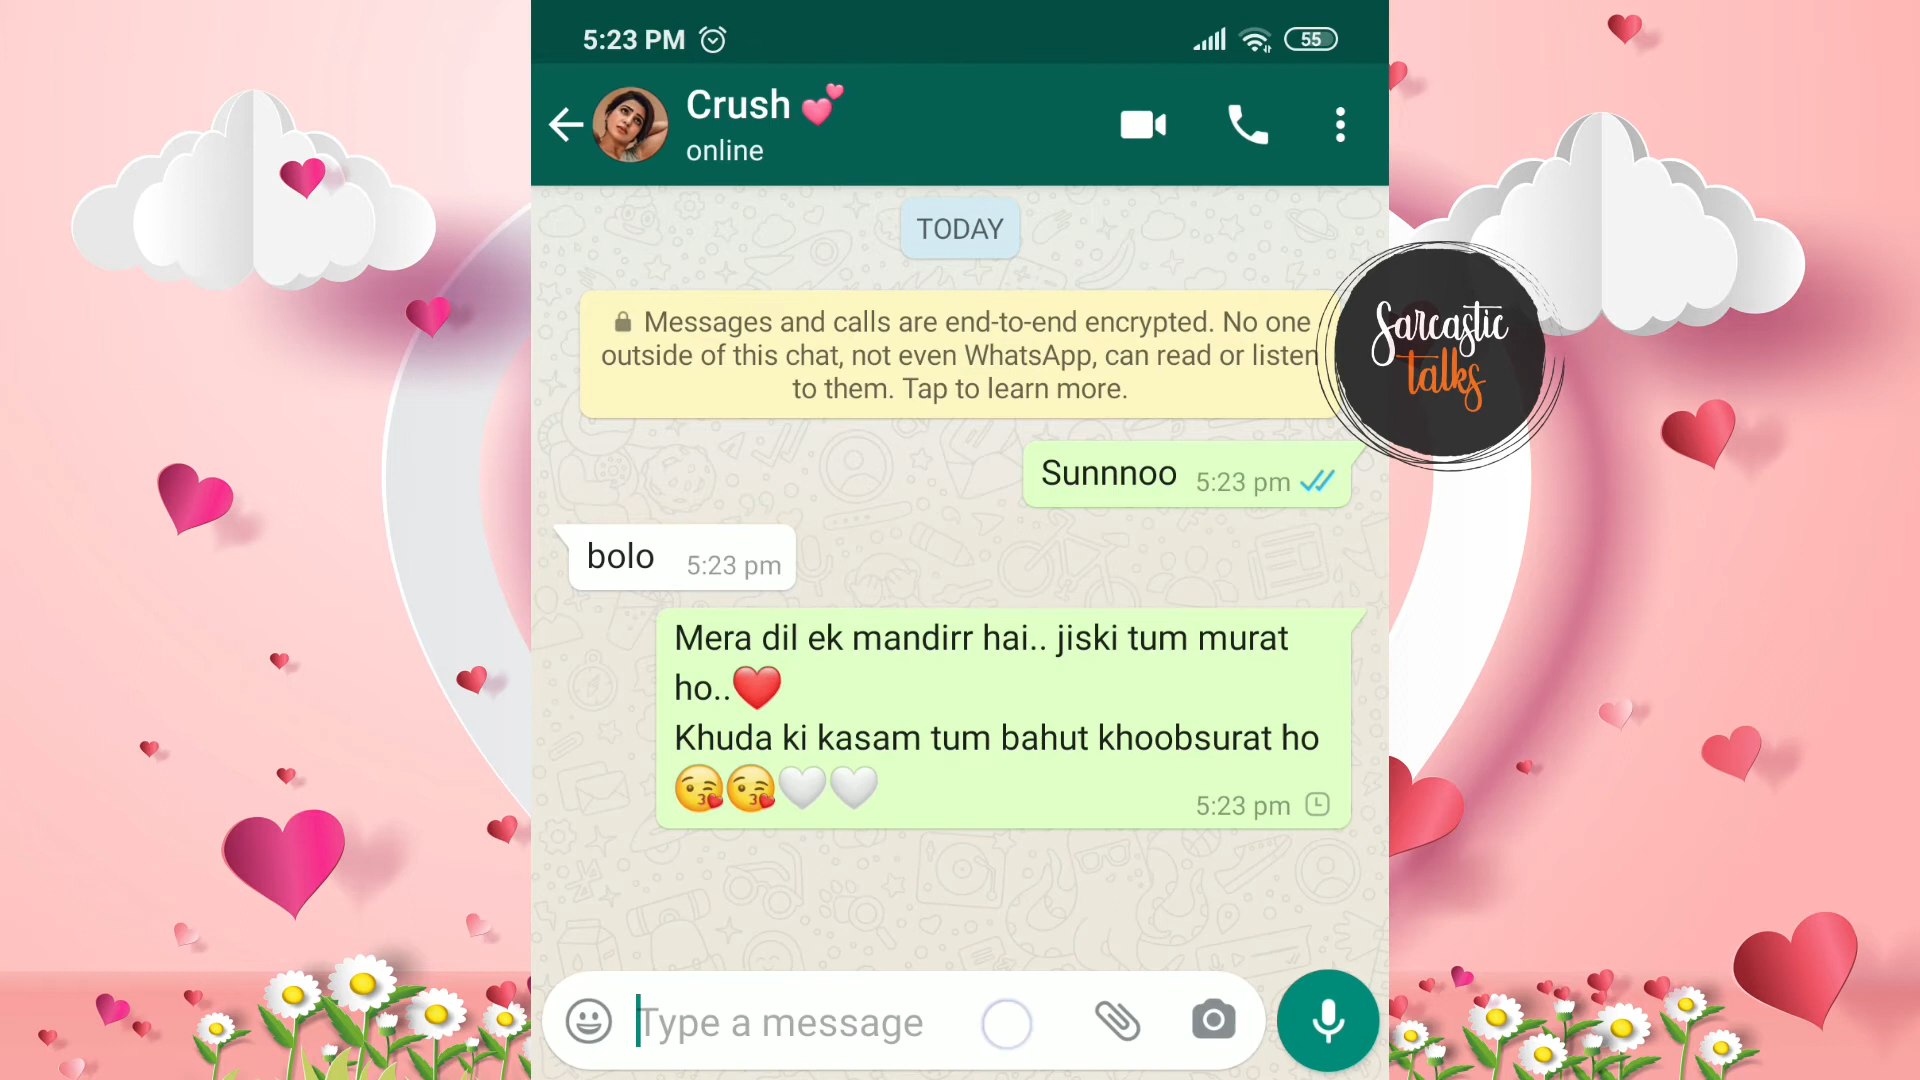 5:23 PM
55
Crush 💕
online
TODAY
Messages and calls are end-to-end encrypted. No one
outside of this chat, not even WhatsApp, can read or listen
to them. Tap to learn more.
Sarcastic
talks
Sunnnoo 5:23 pm
bolo 5:23 pm
Mera dil ek mandirr hai.. jiski tum murat
ho..❤️
Khuda ki kasam tum bahut khoobsurat ho
😘😘🤍🤍
5:23 pm
Type a message